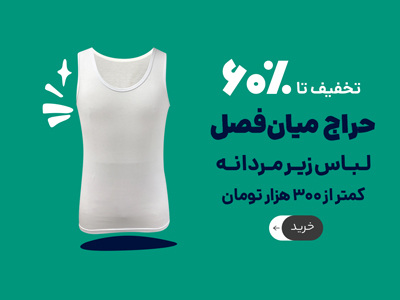 تخفیف تا ۶۰٪
حراج میان‌فصل
لباس زیر مردانه
کمتر از ۳۰۰ هزار تومان
خرید